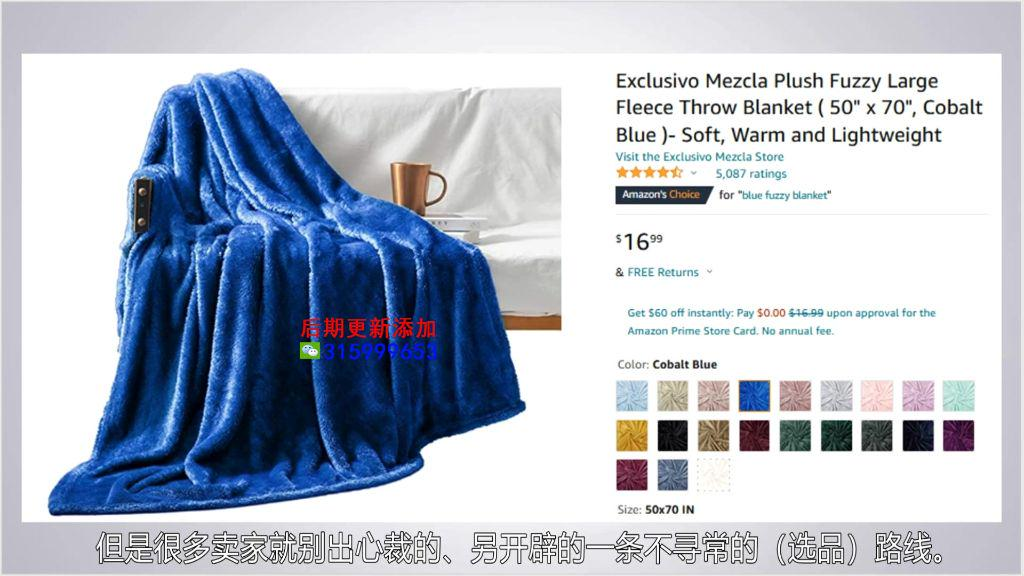 Exclusivo Mezcla Plush Fuzzy Large
Fleece Throw Blanket ( 50" x 70", Cobalt
Blue )- Soft, Warm and Lightweight
Visit the Exclusivo Mezcla Store
5,087 ratings
Amazon's Choice for "blue fuzzy blanket"
$16 99
& FREE Returns
Get $60 off instantly: Pay $0.00 $16.99 upon approval for the
Amazon Prime Store Card. No annual fee.
后期更新添加
315999653
Color: Cobalt Blue
Size: 50x70 IN
但是很多卖家就别出心裁的、另开辟的一条不寻常的（选品）路线。